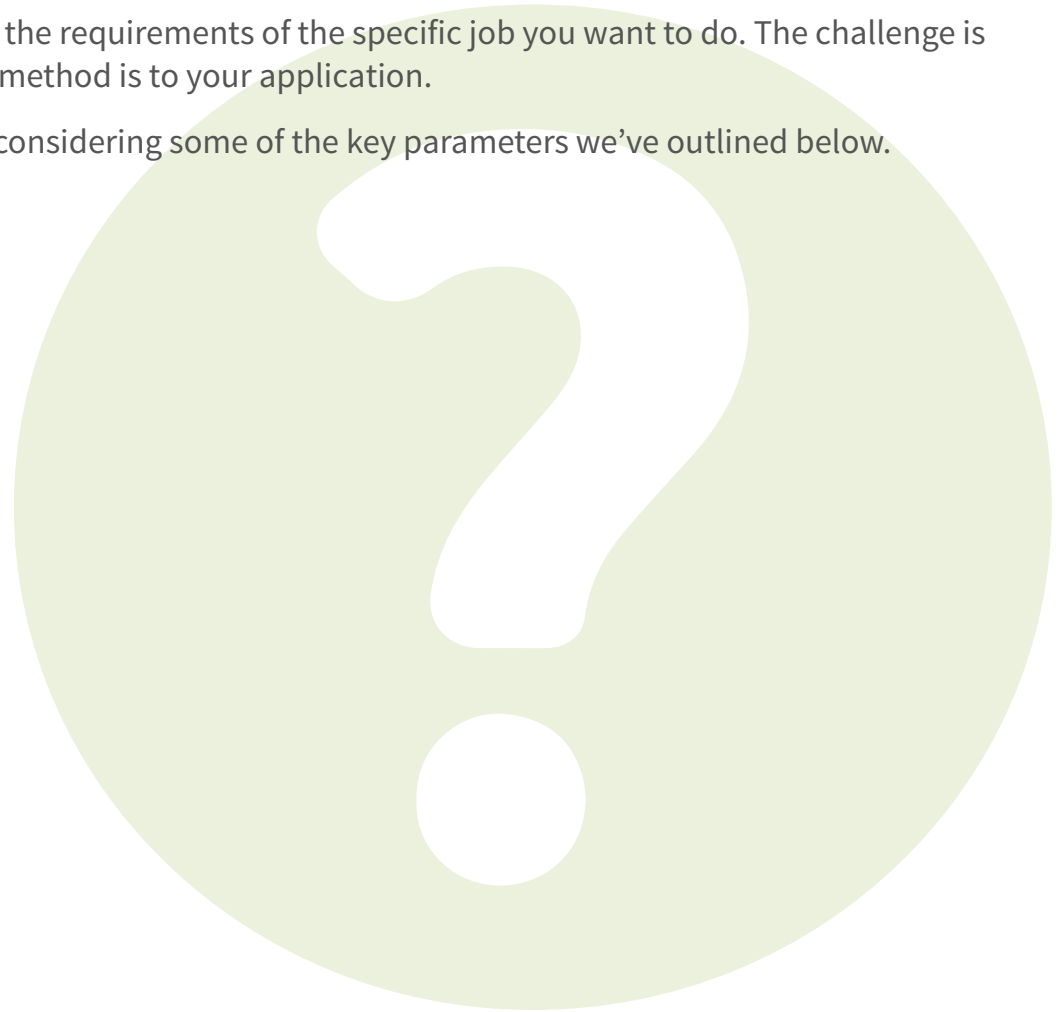 the requirements of the specific job you want to do. The challenge is
method is to your application.
considering some of the key parameters we’ve outlined below.
?